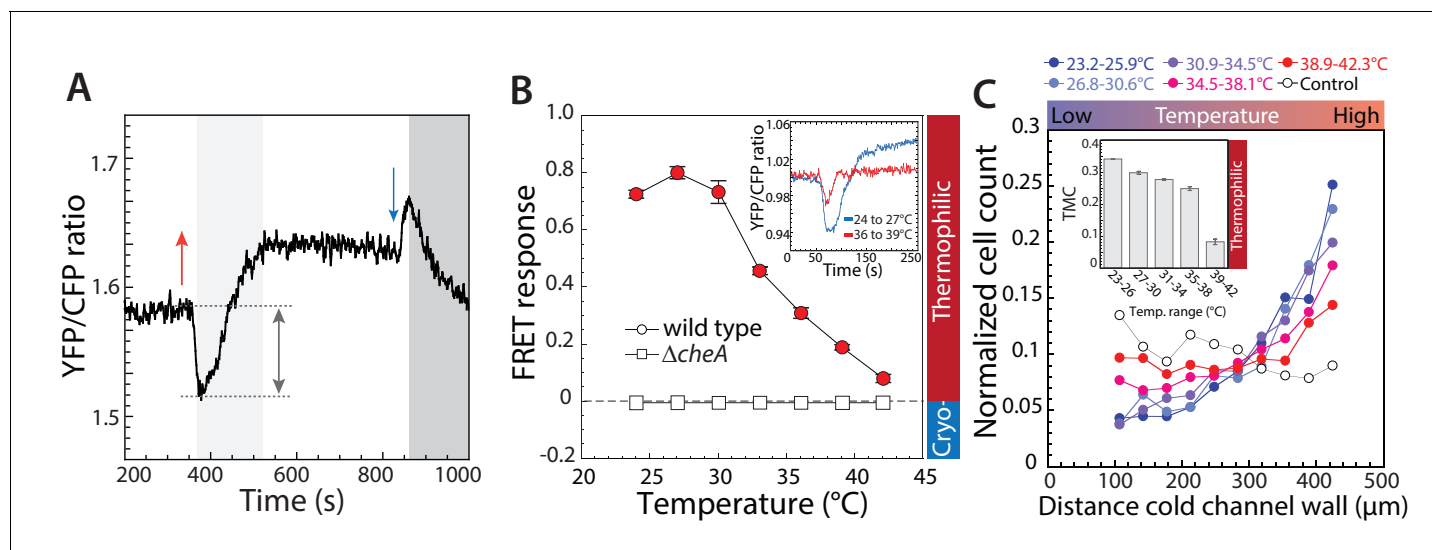 A
YFP/CFP ratio
1.7
1.6
1.5
200 400 600 800 1000
Time (s)
B
FRET response
1.0
0.8
0.6
0.4
0.2
0
-0.2
20 25 30 35 40 45
Temperature (°C)
wild type
ΔcheA
Thermophilic
Cryo-
YFP/CFP ratio
1.06
1.02
0.98
0.94
24 to 27°C
36 to 39°C
0 50 150 250
Time (s)
23.2-25.9°C 30.9-34.5°C 38.9-42.3°C
26.8-30.6°C 34.5-38.1°C Control
C
Low Temperature High
Normalized cell count
0.3
0.25
0.20
0.15
0.10
0.05
0
0 100 200 300 400 500
Distance cold channel wall (μm)
TMC
0.4
0.3
0.2
0.1
0.0
23-26
27-30
31-34
35-38
39-42
Temp. range (°C)
Thermophilic